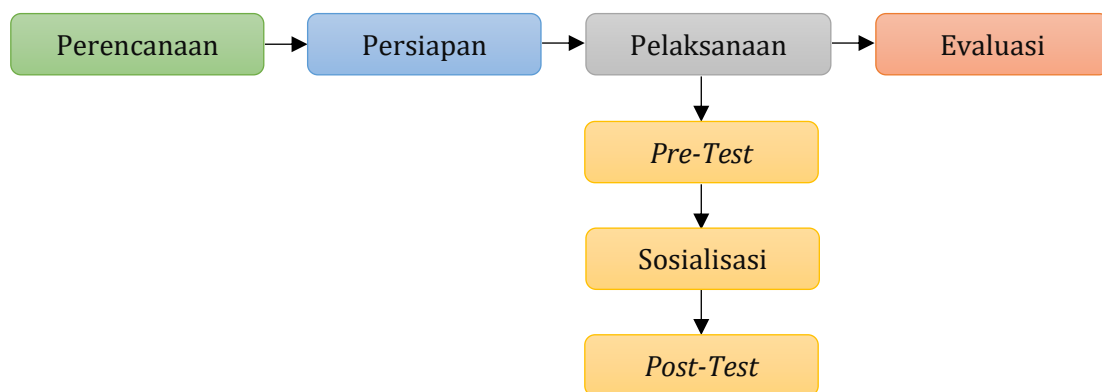 Perencanaan
Persiapan
Pelaksanaan
Evaluasi
Pre-Test
Sosialisasi
Post-Test